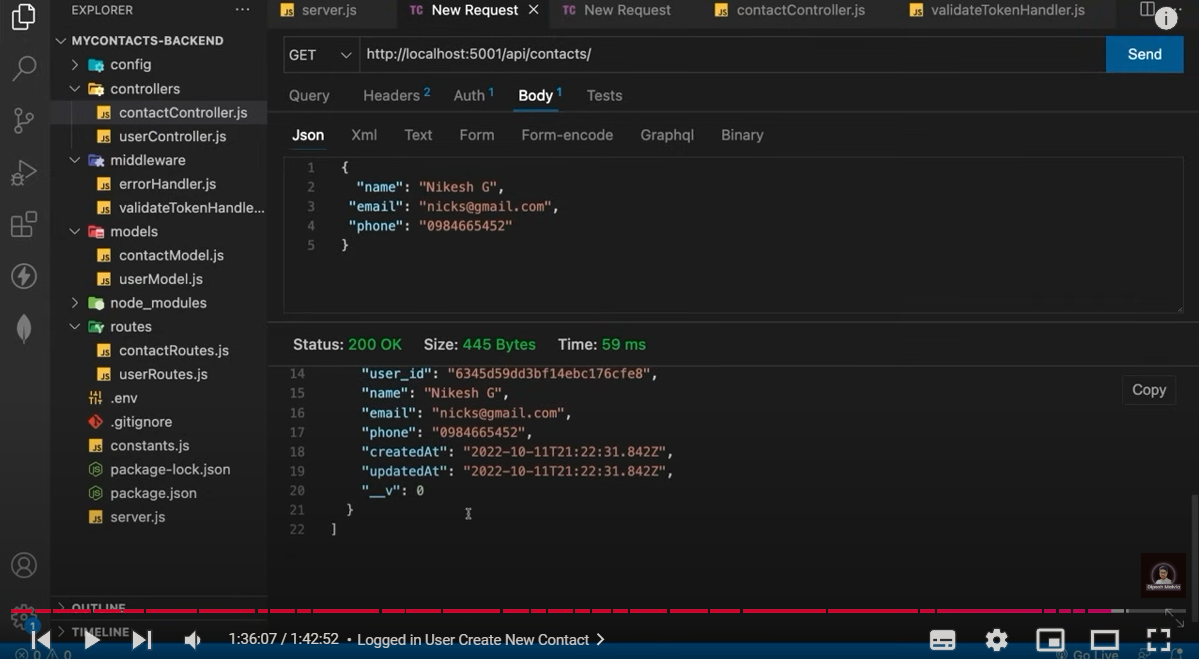 EXPLORER ···
server.js TC New Request × TC New Request contactController.js validateTokenHandler.js
MYCONTACTS-BACKEND
config
controllers
contactController.js
userController.js
middleware
errorHandler.js
validateTokenHandle...
models
contactModel.js
userModel.js
node_modules
routes
contactRoutes.js
userRoutes.js
.env
.gitignore
constants.js
package-lock.json
package.json
server.js
OUTLINE
TIMELINE
GET http://localhost:5001/api/contacts/ Send
Query Headers 2 Auth 1 Body 1 Tests
Json Xml Text Form Form-encode Graphql Binary
1 {
2 "name": "Nikesh G",
3 "email": "nicks@gmail.com",
4 "phone": "0984665452"
5 }
Status: 200 OK Size: 445 Bytes Time: 59 ms
14 "user_id": "6345d59dd3bf14ebc176cfe8",
15 "name": "Nikesh G",
16 "email": "nicks@gmail.com",
17 "phone": "0984665452",
18 "createdAt": "2022-10-11T21:22:31.842Z",
19 "updatedAt": "2022-10-11T21:22:31.842Z",
20 "__v": 0
21 }
22 ]
Copy
Dipesh Malvia
1
1:36:07 / 1:42:52 • Logged in User Create New Contact
0 0 Go Live